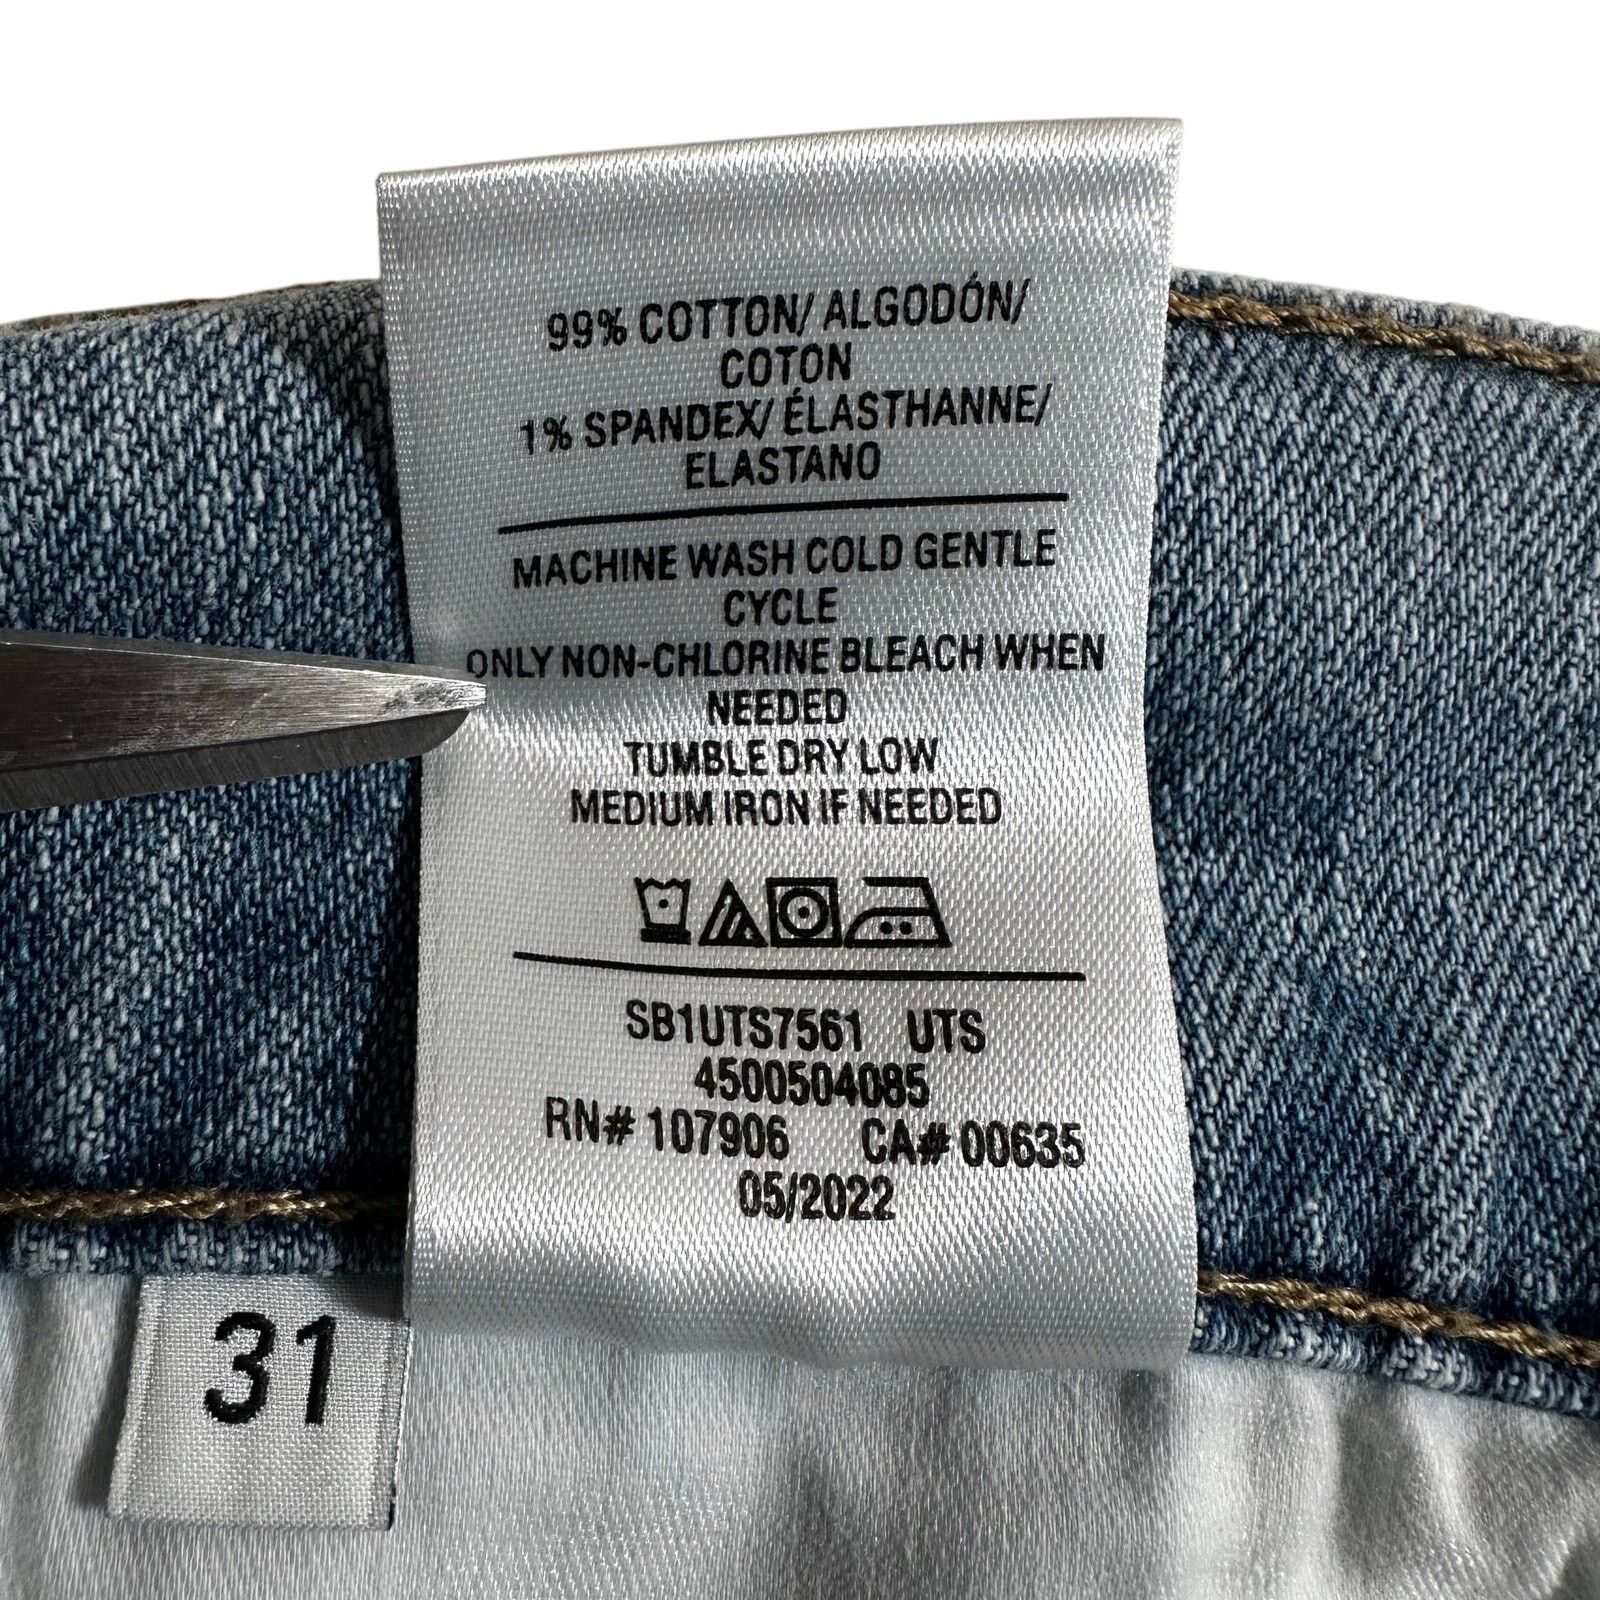 99% COTTON/ ALGODÓN/
COTON
1% SPANDEX/ ÉLASTHANNE/
ELASTANO
MACHINE WASH COLD GENTLE
CYCLE
ONLY NON-CHLORINE BLEACH WHEN
NEEDED
TUMBLE DRY LOW
MEDIUM IRON IF NEEDED
SB1UTS7561 UTS
4500504085
RN# 107906 CA# 00635
05/2022
31